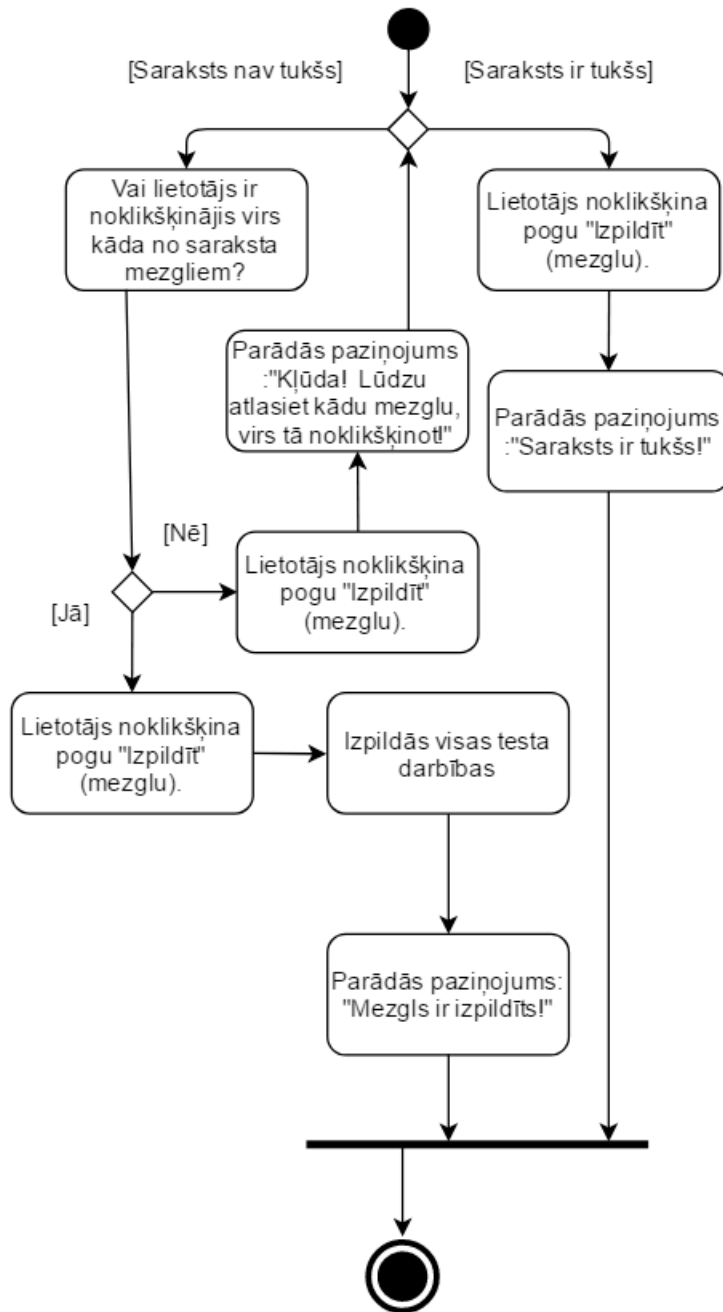 [Saraksts nav tukšs]
[Saraksts ir tukšs]
Vai lietotājs ir
noklikšķinājis virs
kāda no saraksta
mezgliem?
Lietotājs noklikšķina
pogu "Izpildīt"
(mezglu).
Parādās paziņojums
:"Kļūda!  Lūdzu
atlasiet kādu mezglu,
virs tā noklikšķinot!"
Parādās paziņojums
:"Saraksts ir tukšs!"
[Nē]
Lietotājs noklikšķina
pogu "Izpildīt"
(mezglu).
[Jā]
Lietotājs noklikšķina
pogu "Izpildīt"
(mezglu).
Izpildās visas testa
darbības
Parādās paziņojums:
"Mezgls ir izpildīts!"